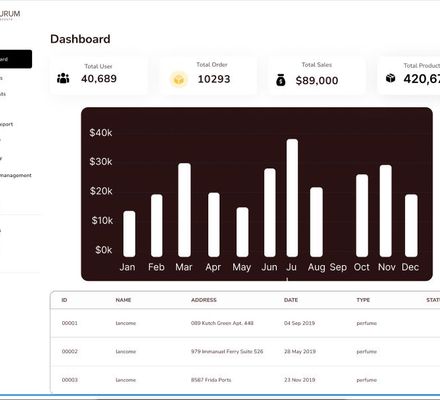 URUM
Dashboard
ard
Total User
40,689
Total Order
10293
Total Sales
$89,000
Total Product
420,67
xport
management
$40k
$30k
$20k
$10k
$0k
Jan Feb Mar Apr May Jun Ju Aug Sep Oct Nov Dec
ID NAME ADDRESS DATE TYPE STAT
00001 lancome 089 Kutch Green Apt. 448 04 Sep 2019 perfume
00002 lancome 979 Immanuel Ferry Suite 526 28 May 2019 perfume
00003 lancome 8587 Frida Ports 23 Nov 2019 perfume